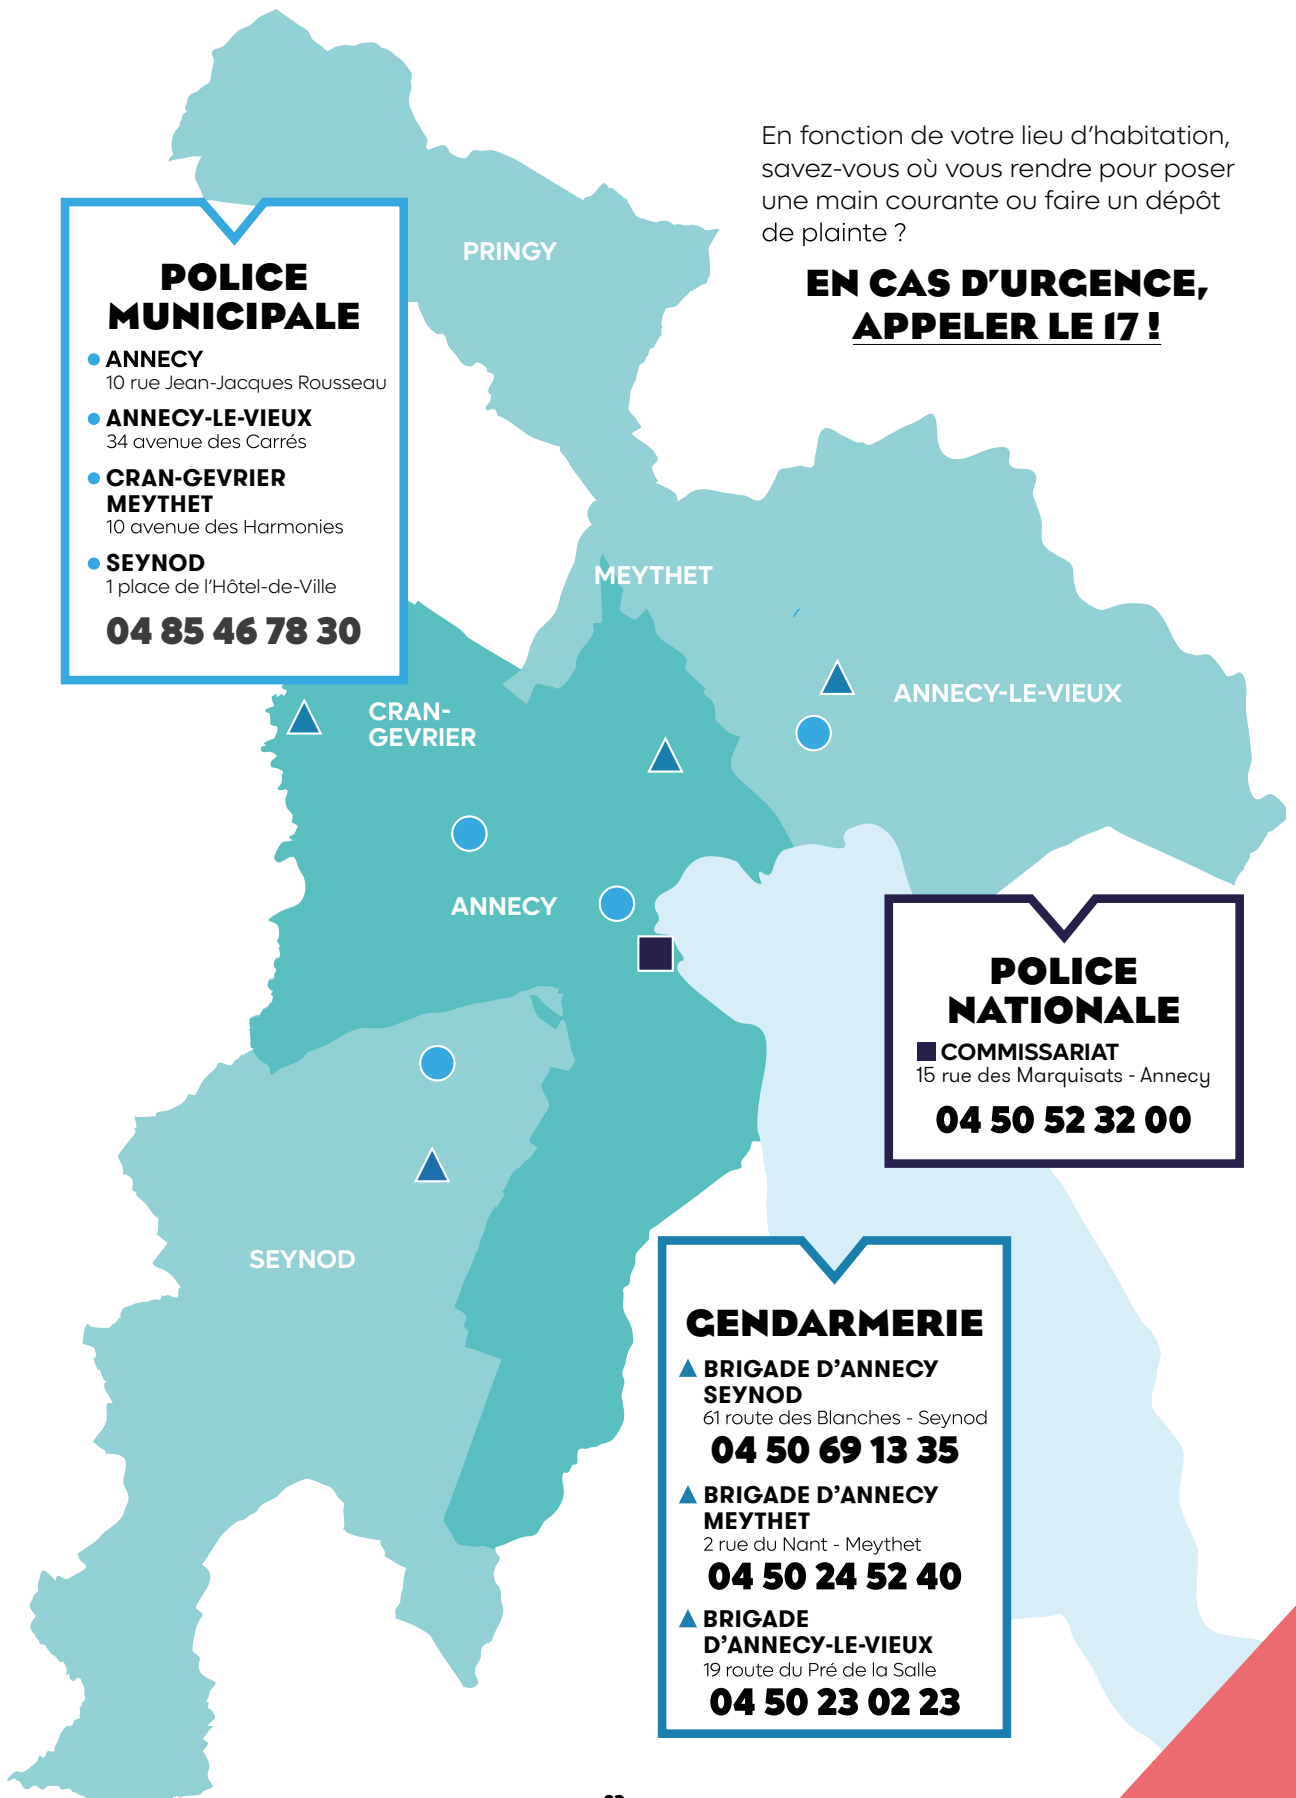 En fonction de votre lieu d'habitation,
savez-vous où vous rendre pour poser
une main courante ou faire un dépôt
de plainte ?
EN CAS D'URGENCE,
APPELER LE 17 !
PRINGY
POLICE
MUNICIPALE
ANNECY
10 rue Jean-Jacques Rousseau
ANNECY-LE-VIEUX
34 avenue des Carrés
CRAN-GEVRIER
MEYTHET
10 avenue des Harmonies
SEYNOD
1 place de l'Hôtel-de-Ville
04 85 46 78 30
MEYTHET
ANNECY-LE-VIEUX
CRAN-
GEVRIER
ANNECY
SEYNOD
POLICE
NATIONALE
COMMISSARIAT
15 rue des Marquisats - Annecy
04 50 52 32 00
GENDARMERIE
BRIGADE D'ANNECY
SEYNOD
61 route des Blanches - Seynod
04 50 69 13 35
BRIGADE D'ANNECY
MEYTHET
2 rue du Nant - Meythet
04 50 24 52 40
BRIGADE
D'ANNECY-LE-VIEUX
19 route du Pré de la Salle
04 50 23 02 23